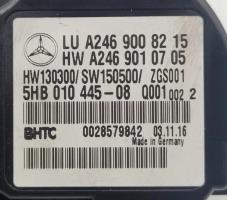 LU A246 900 82 15
HW A246 901 07 05
HW130300/ SW150500/ ZGS001
5HB 010 445-08 0001 002 2
BHTC 0028579842 03.11.16
Made in Germany